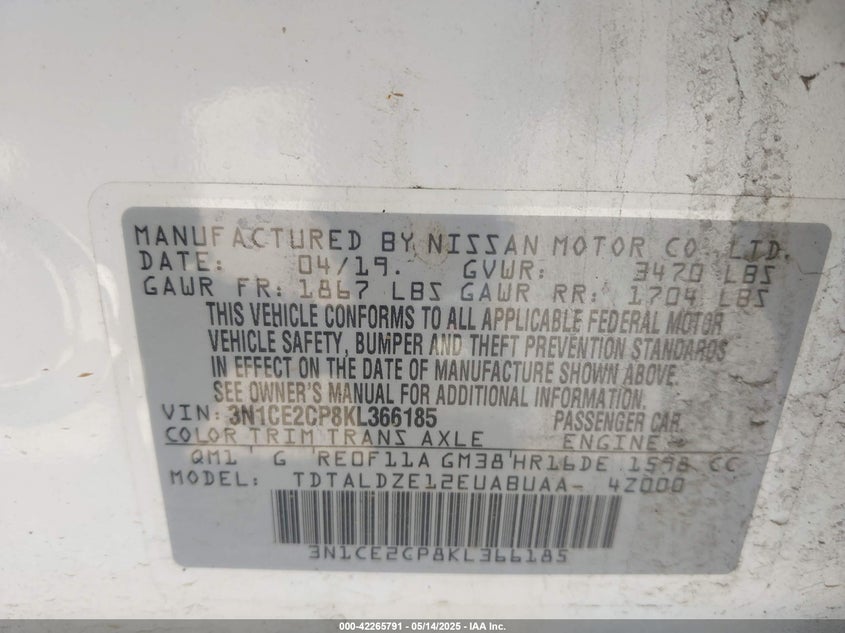 MANUFACTURED BY NISSAN MOTOR CO., LTD.
DATE: 04/19. GVWR: 3470 LBS
GAWR FR: 1867 LBS GAWR RR: 1704 LBS
THIS VEHICLE CONFORMS TO ALL APPLICABLE FEDERAL MOTOR
VEHICLE SAFETY, BUMPER AND THEFT PREVENTION STANDARDS
IN EFFECT ON THE DATE OF MANUFACTURE SHOWN ABOVE.
SEE OWNER'S MANUAL FOR ADDITIONAL INFORMATION.
VIN: 3N1CE2CP8KL366185 PASSENGER CAR
COLOR TRIM TRANS AXLE ENGINE
QM1 G RE0F11A GM38 HR16DE 1598 CC
MODEL: TDTALDZE12EUABUAA- 4Z000
3N1CE2CP8KL366185
000-42265791 - 05/14/2025 - IAA Inc.